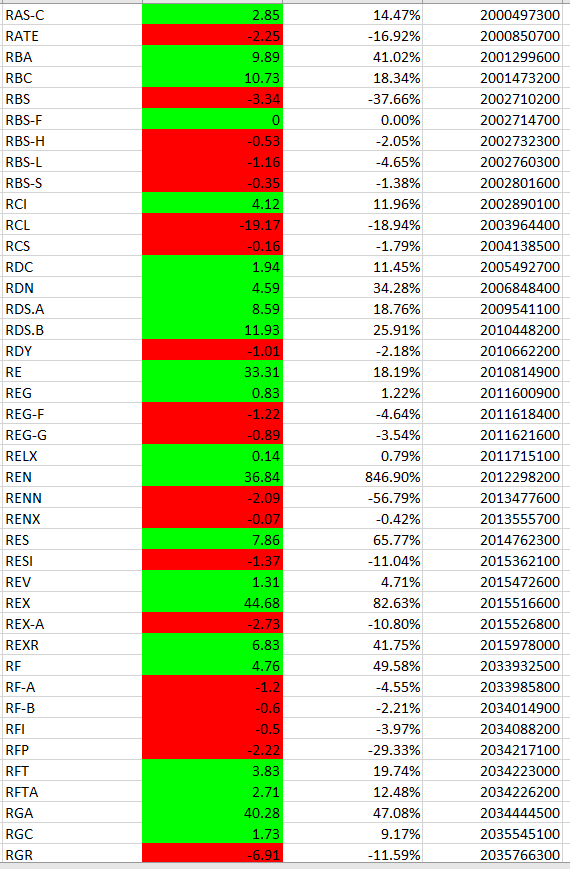 RAS-C 2.85 14.47% 2000497300
RATE -2.25 -16.92% 2000850700
RBA 9.89 41.02% 2001299600
RBC 10.73 18.34% 2001473200
RBS -3.34 -37.66% 2002710200
RBS-F 0 0.00% 2002714700
RBS-H -0.53 -2.05% 2002732300
RBS-L -1.16 -4.65% 2002760300
RBS-S -0.35 -1.38% 2002801600
RCI 4.12 11.96% 2002890100
RCL -19.17 -18.94% 2003964400
RCS -0.16 -1.79% 2004138500
RDC 1.94 11.45% 2005492700
RDN 4.59 34.28% 2006848400
RDS.A 8.59 18.76% 2009541100
RDS.B 11.93 25.91% 2010448200
RDY -1.01 -2.18% 2010662200
RE 33.31 18.19% 2010814900
REG 0.83 1.22% 2011600900
REG-F -1.22 -4.64% 2011618400
REG-G -0.89 -3.54% 2011621600
RELX 0.14 0.79% 2011715100
REN 36.84 846.90% 2012298200
RENN -2.09 -56.79% 2013477600
RENX -0.07 -0.42% 2013555700
RES 7.86 65.77% 2014762300
RESI -1.37 -11.04% 2015362100
REV 1.31 4.71% 2015472600
REX 44.68 82.63% 2015516600
REX-A -2.73 -10.80% 2015526800
REXR 6.83 41.75% 2015978000
RF 4.76 49.58% 2033932500
RF-A -1.2 -4.55% 2033985800
RF-B -0.6 -2.21% 2034014900
RFI -0.5 -3.97% 2034088200
RFP -2.22 -29.33% 2034217100
RFT 3.83 19.74% 2034223000
RFTA 2.71 12.48% 2034226200
RGA 40.28 47.08% 2034444500
RGC 1.73 9.17% 2035545100
RGR -6.91 -11.59% 2035766300